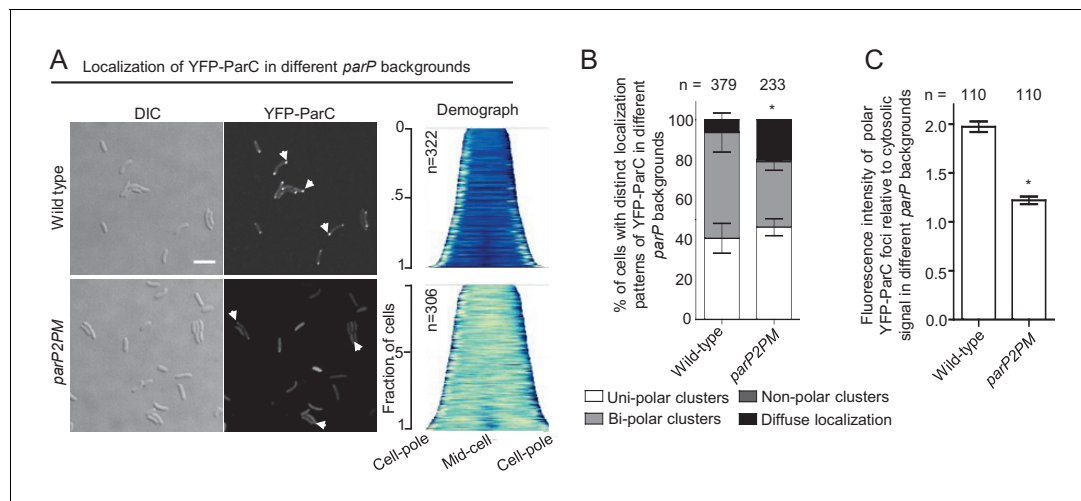 A
Localization of YFP-ParC in different parP backgrounds
DIC
YFP-ParC
Demograph
Wild type
parP2PM
n=322
0
.5
1
n=306
.5
1
Fraction of cells
Cell-pole
Mid-cell
Cell-pole
B
n = 379 233
*
% of cells with distinct localization
patterns of YFP-ParC in different
parP backgrounds
100
80
60
40
20
0
Wild-type
parP2PM
Uni-polar clusters
Non-polar clusters
Bi-polar clusters
Diffuse localization
C
n = 110 110
*
Fluorescence intensity of polar
YFP-ParC foci relative to cytosolic
signal in different parP backgrounds
2.0
1.5
1.0
0.5
0.0
Wild-type
parP2PM